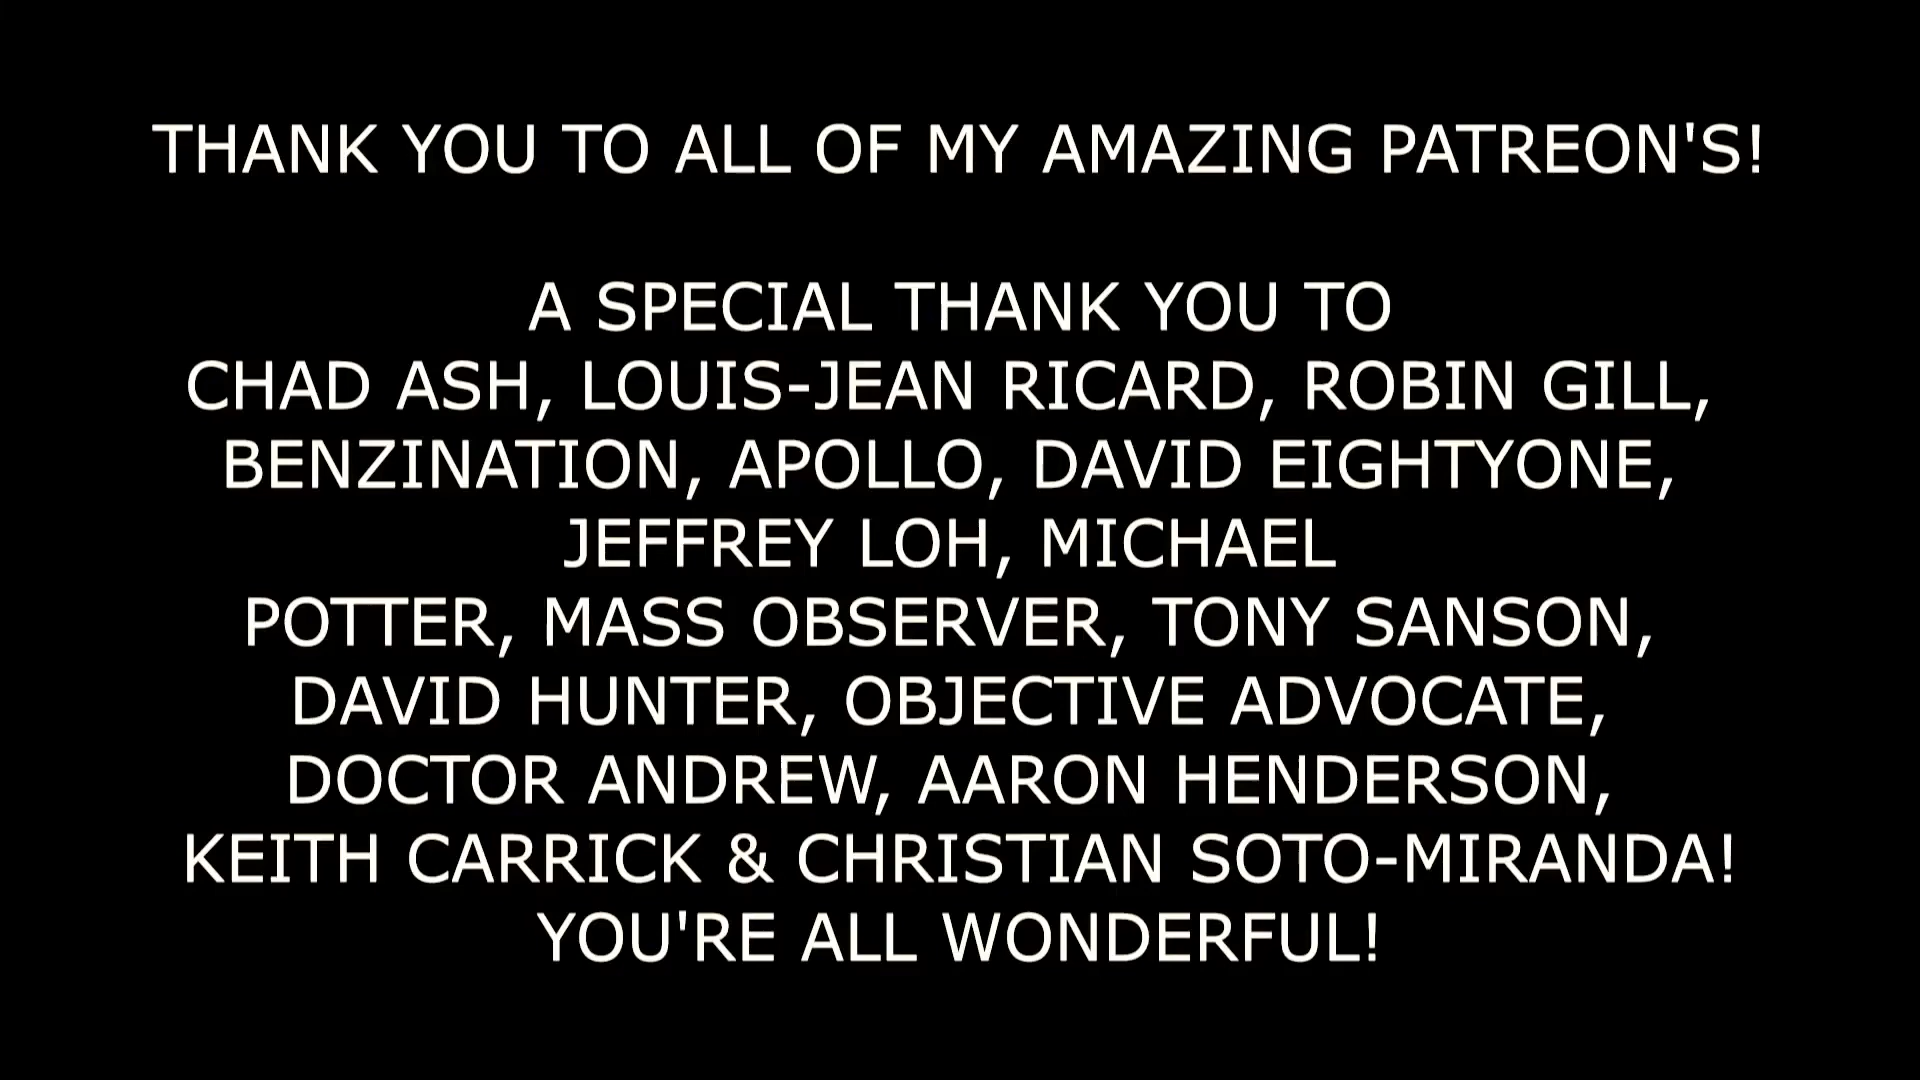 THANK YOU TO ALL OF MY AMAZING PATREON'S!
A SPECIAL THANK YOU TO
CHAD ASH, LOUIS-JEAN RICARD, ROBIN GILL,
BENZINATION, APOLLO, DAVID EIGHTYONE,
JEFFREY LOH, MICHAEL
POTTER, MASS OBSERVER, TONY SANSON,
DAVID HUNTER, OBJECTIVE ADVOCATE,
DOCTOR ANDREW, AARON HENDERSON,
KEITH CARRICK & CHRISTIAN SOTO-MIRANDA!
YOU'RE ALL WONDERFUL!